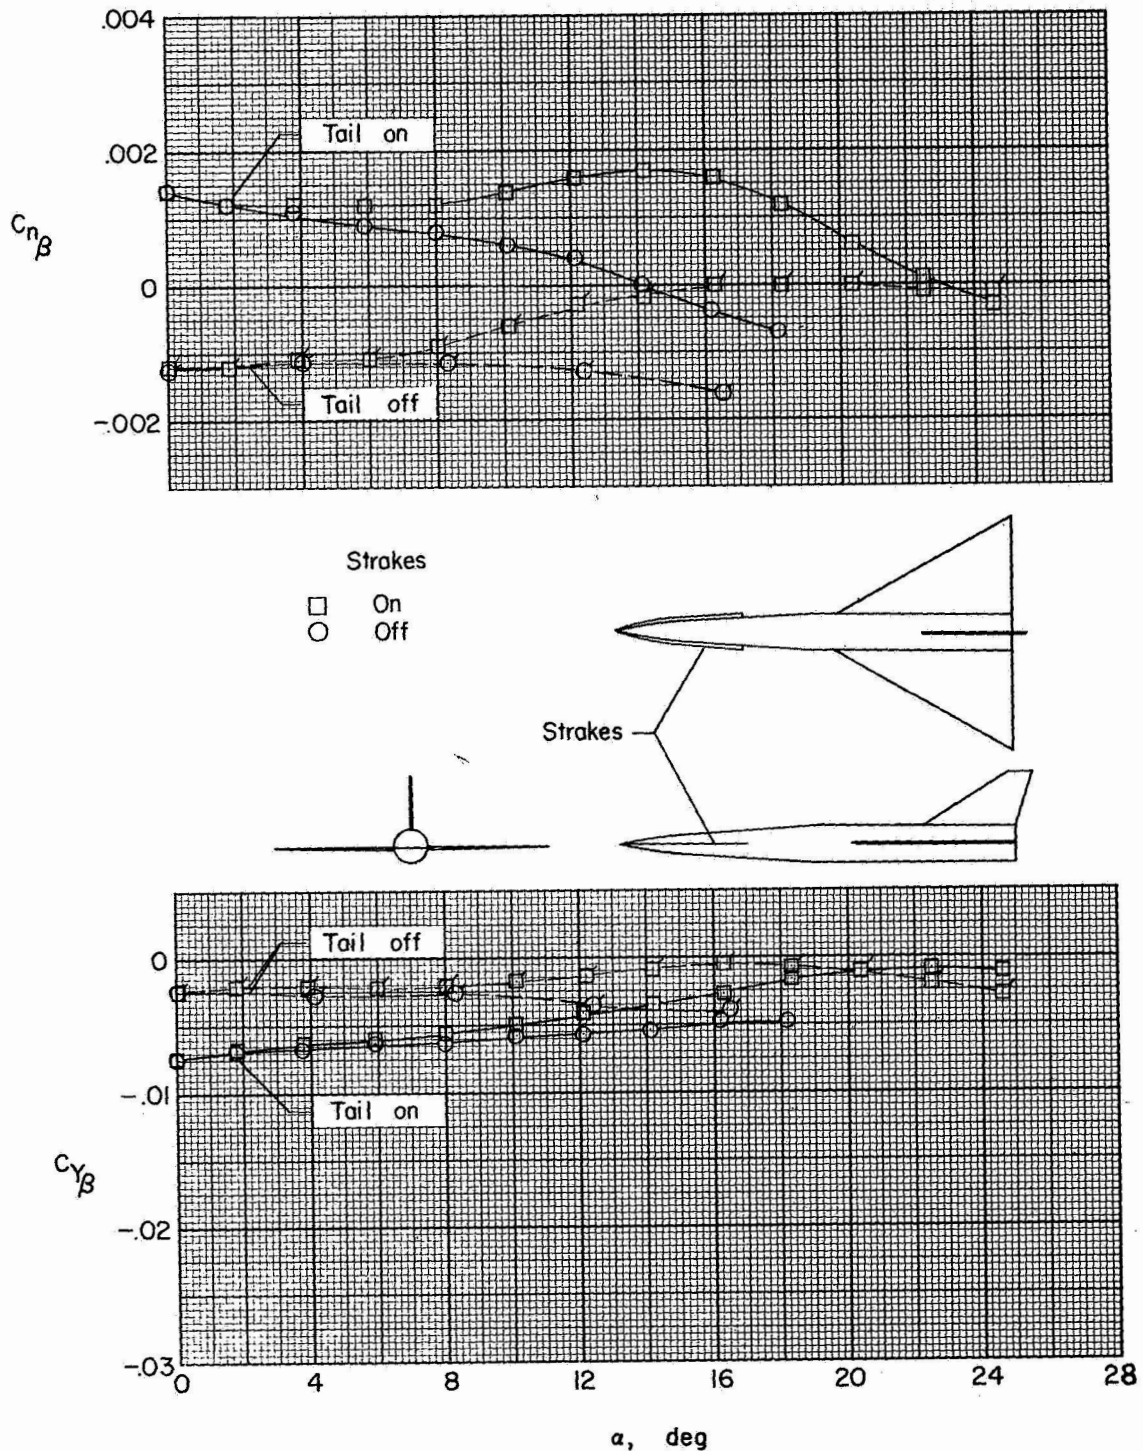 .004
Tail on
.002
Cnβ
0
Tail off
-.002
Strakes
On
Off
Strakes
Tail off
0
-.01
Tail on
CYβ
-.02
-.03
0 4 8 12 16 20 24 28
α, deg